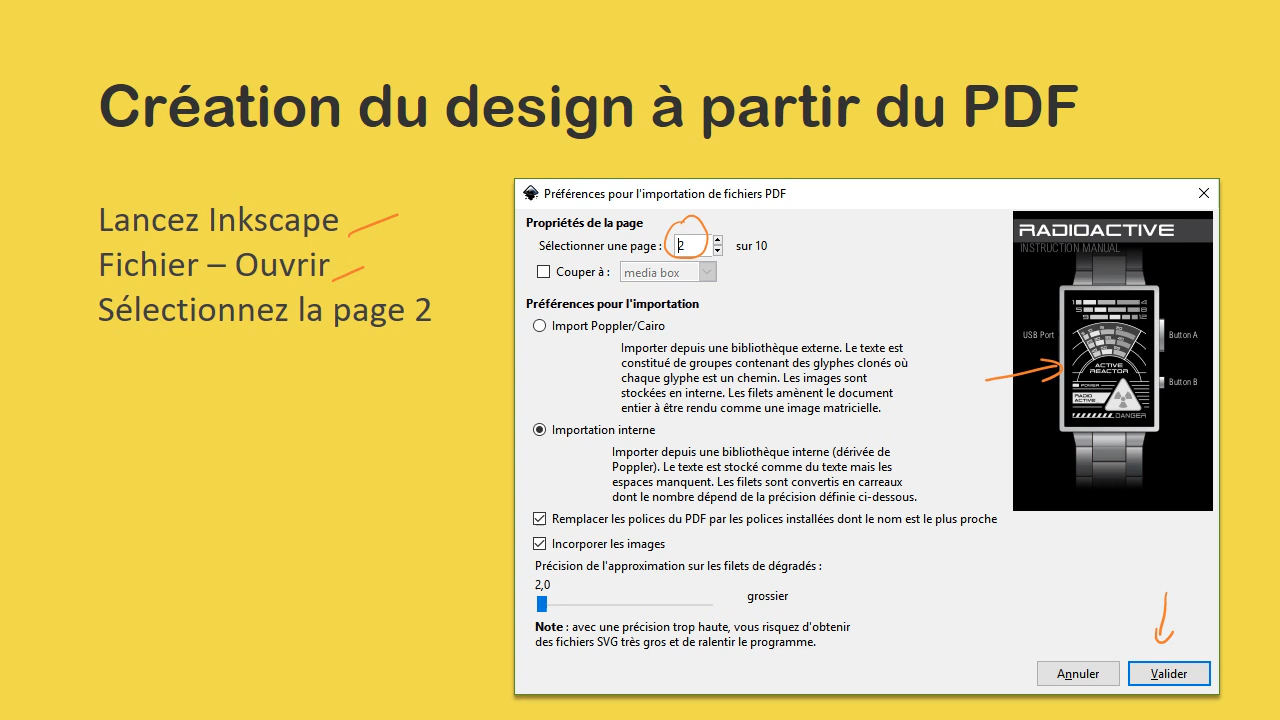 Création du design à partir du PDF
Lancez Inkscape
Fichier – Ouvrir
Sélectionnez la page 2
Préférences pour l'importation de fichiers PDF
Propriétés de la page
Sélectionner une page : 2 sur 10
Couper à : media box
Préférences pour l'importation
Import Poppler/Cairo
Importer depuis une bibliothèque externe. Le texte est
constitué de groupes contenant des glyphes clonés où
chaque glyphe est un chemin. Les images sont
stockées en interne. Les filets amènent le document
entier à être rendu comme une image matricielle.
Importation interne
Importer depuis une bibliothèque interne (dérivée de
Poppler). Le texte est stocké comme du texte mais les
espaces manquent. Les filets sont convertis en carreaux
dont le nombre dépend de la précision définie ci-dessous.
Remplacer les polices du PDF par les polices installées dont le nom est le plus proche
Incorporer les images
Précision de l'approximation sur les filets de dégradés :
2,0
grossier
Note : avec une précision trop haute, vous risquez d'obtenir
des fichiers SVG très gros et de ralentir le programme.
RADIOACTIVE
INSTRUCTION MANUAL
USB Port
Button A
Button B
ACTIVE
REACTOR
POWER
RADIO
ACTIVE
DANGER
Annuler
Valider